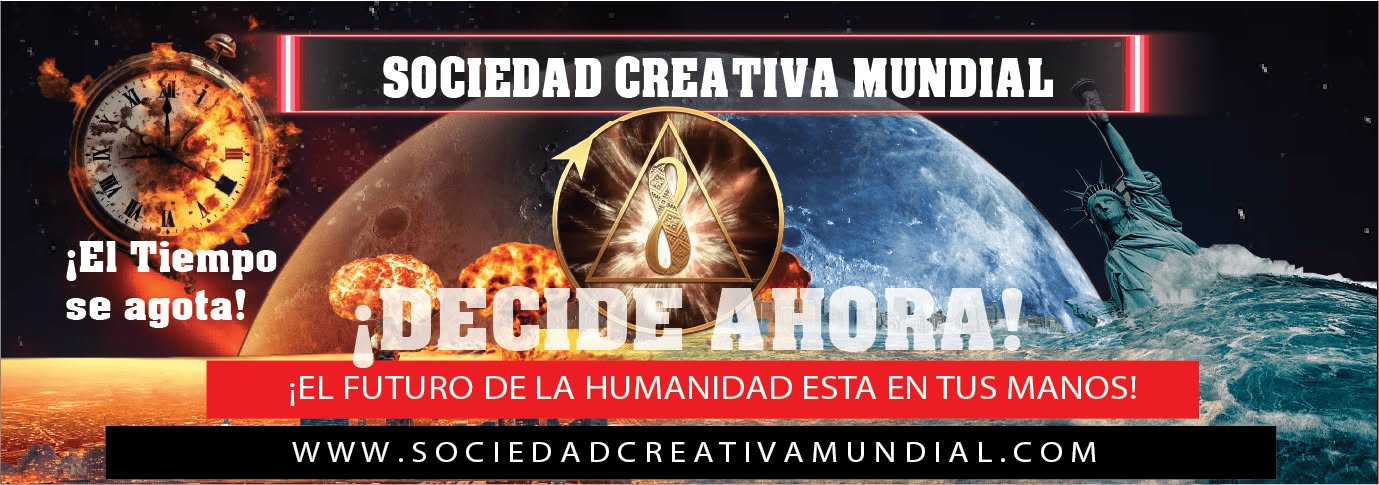 SOCIEDAD CREATIVA MUNDIAL
¡El Tiempo
se agota!
¡DECIDE AHORA!
¡EL FUTURO DE LA HUMANIDAD ESTA EN TUS MANOS!
WWW.SOCIEDADCREATIVAMUNDIAL.COM